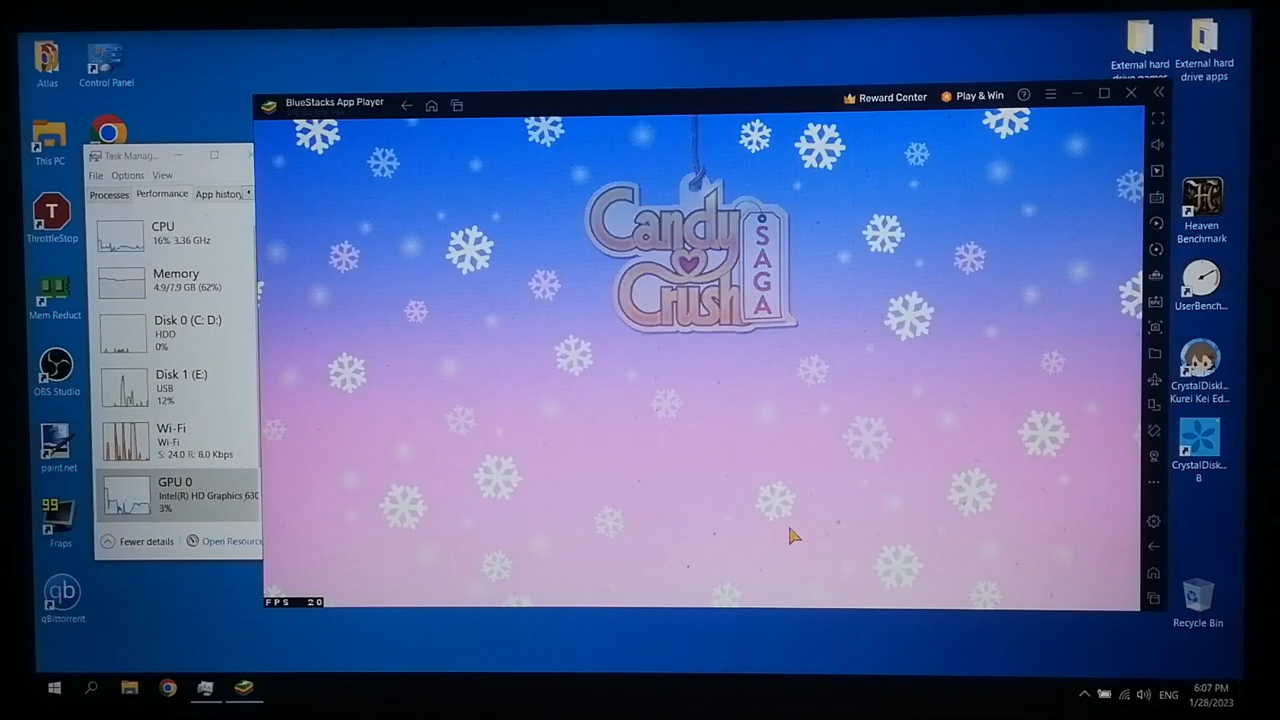 Atlas
Control Panel
External hard drive games
External hard drive apps
BlueStacks App Player
Reward Center
Play & Win
This PC
Task Manag...
File Options View
Processes Performance App history
CPU
16% 3.36 GHz
T
ThrottleStop
Memory
4.9/7.9 GB (62%)
Candy
Crush
SAGA
Heaven Benchmark
Mem Reduct
Disk 0 (C: D:)
HDD
0%
UserBench...
OBS Studio
Disk 1 (E:)
USB
12%
CrystalDiskI...
Kurei Kei Ed...
paint.net
Wi-Fi
Wi-Fi
S: 24.0 R: 8.0 Kbps
CrystalDisk...
8
99
Fraps
GPU 0
Intel(R) HD Graphics 630
3%
Fewer details
Open Resourc
qb
qBittorrent
FPS 20
Recycle Bin
ENG
6:07 PM
1/28/2023